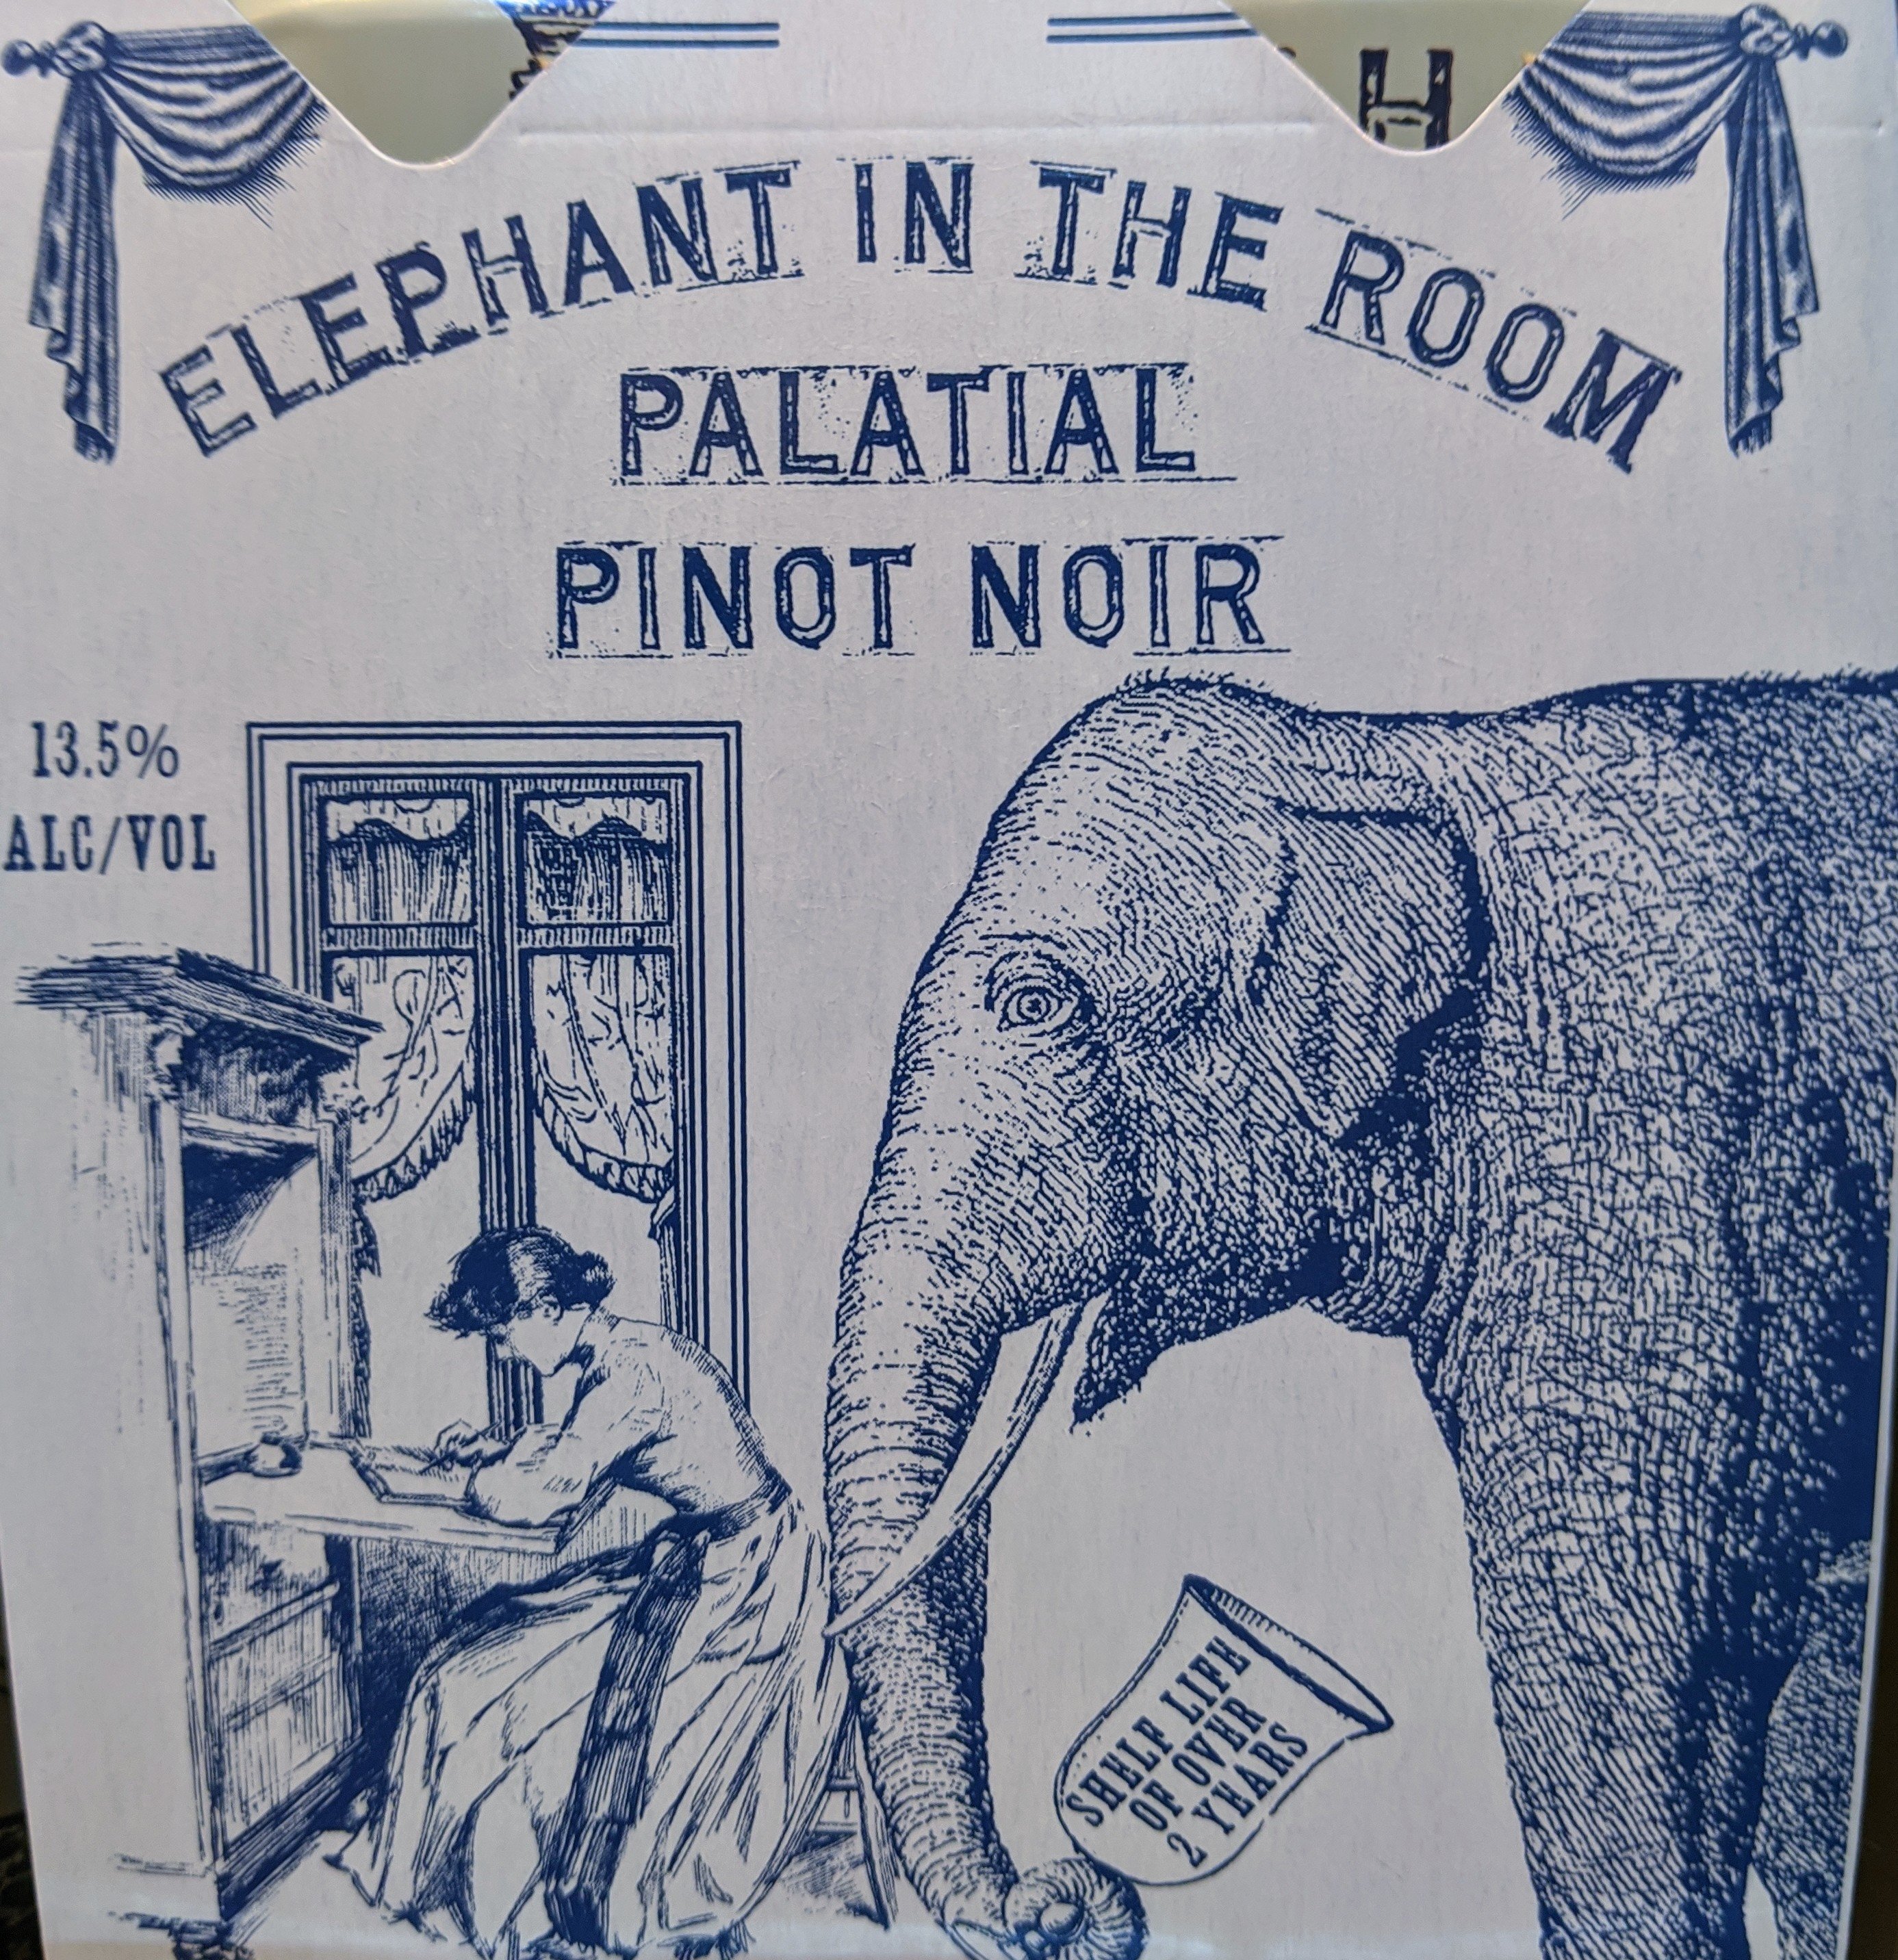 H
ELEPHANT IN THE ROOM
PALATIAL
PINOT NOIR
13.5%
ALC/VOL
SHELF LIFE
OF OVER
2 YEARS